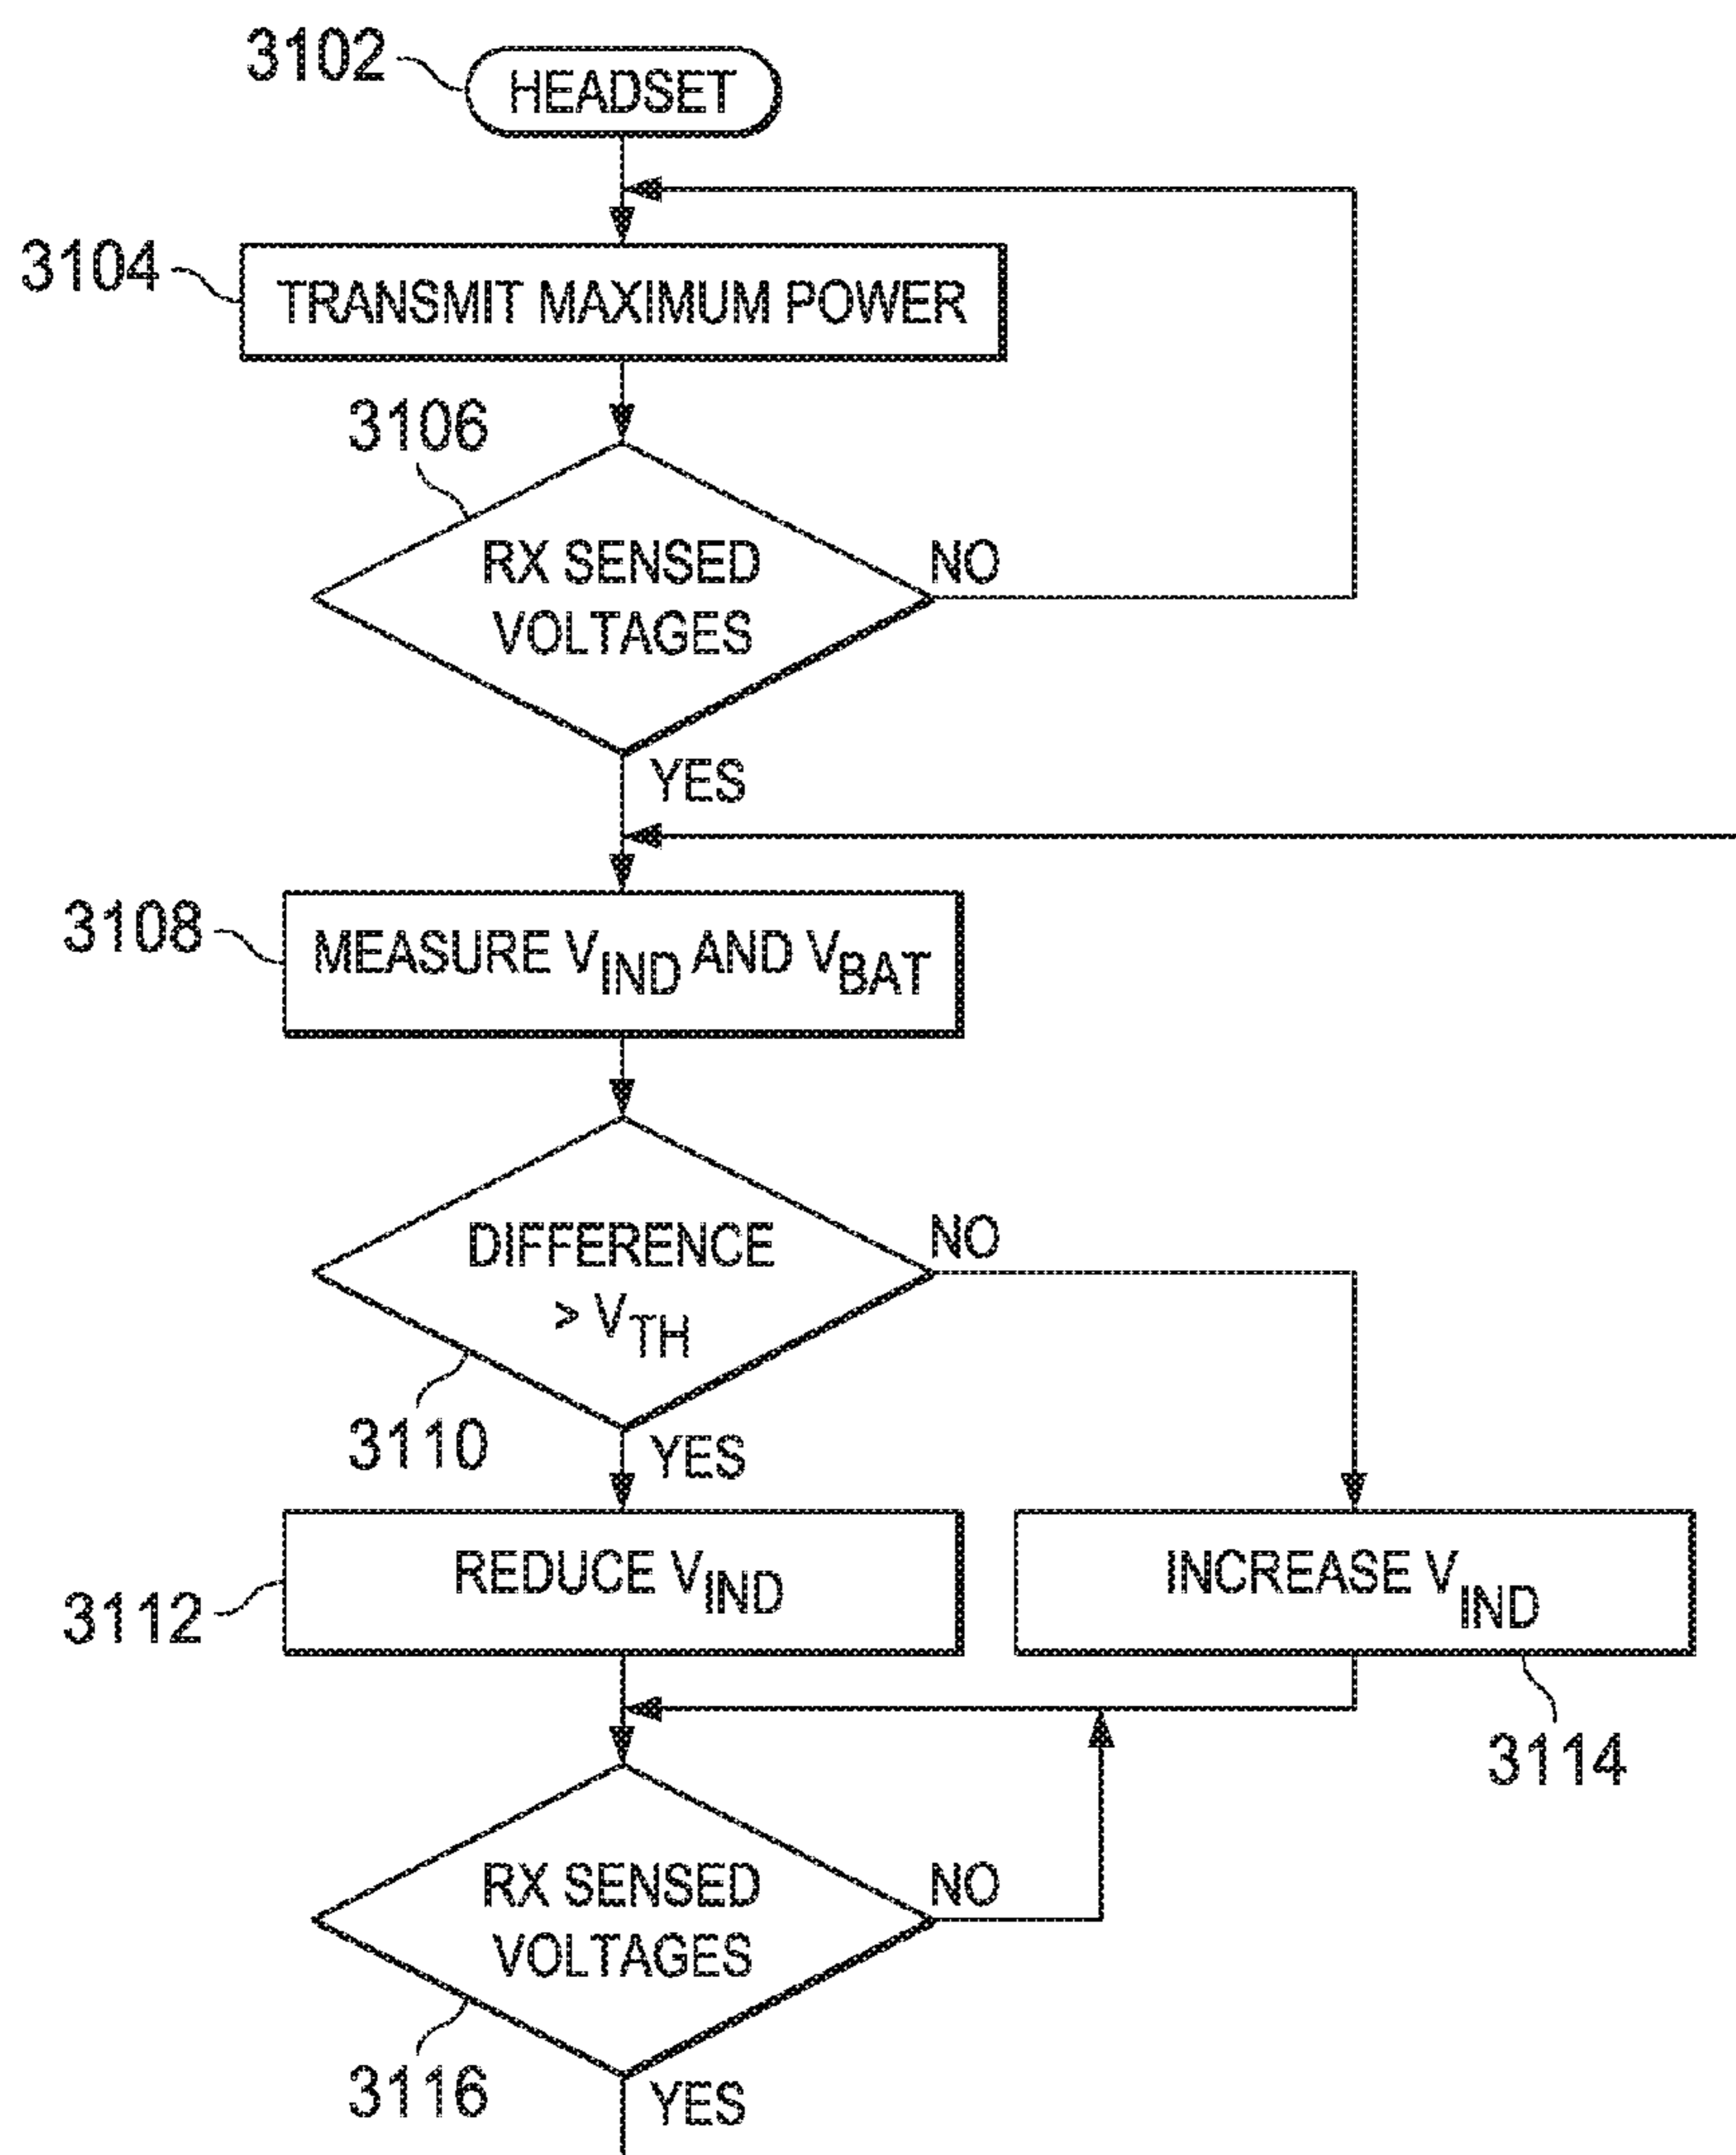 3102
HEADSET
3104
TRANSMIT MAXIMUM POWER
3106
RX SENSED
VOLTAGES
NO
YES
3108
MEASURE VIND AND VBAT
DIFFERENCE
> VTH
NO
3110
YES
REDUCE VIND
INCREASE VIND
3112
3114
RX SENSED
VOLTAGES
NO
3116
YES